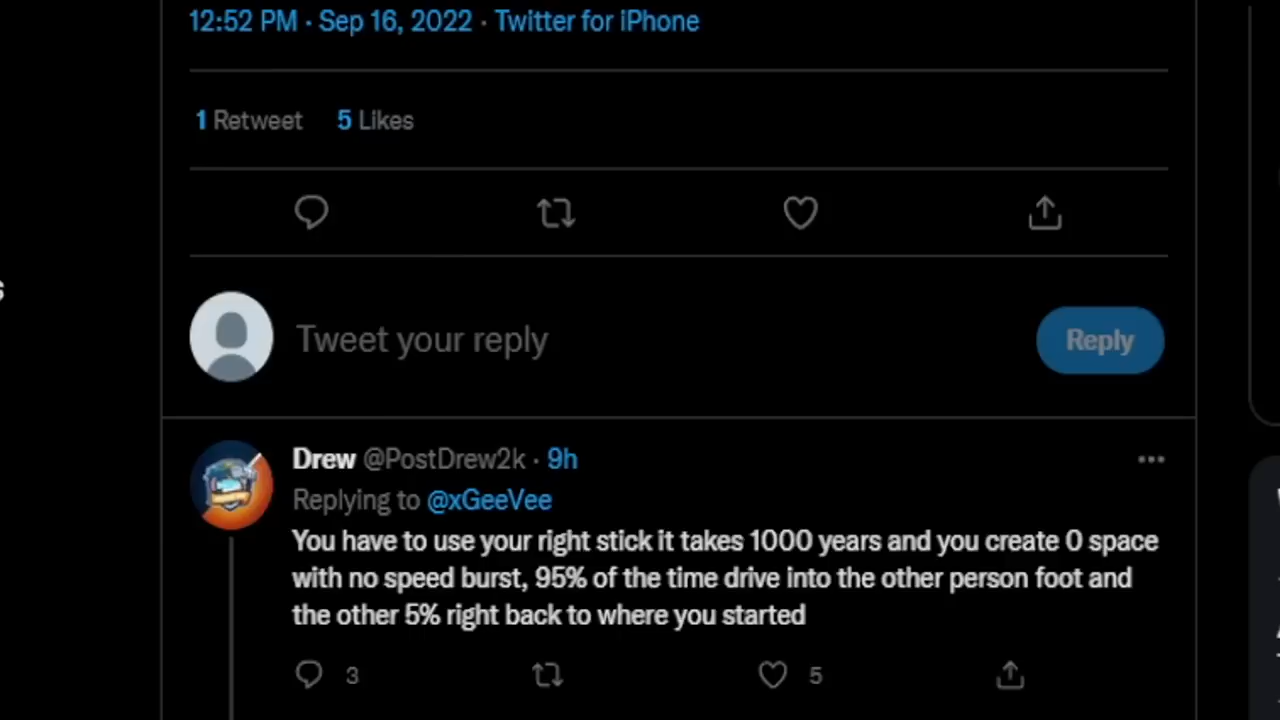 12:52 PM · Sep 16, 2022 · Twitter for iPhone
1 Retweet 5 Likes
Tweet your reply
Reply
Drew @PostDrew2k · 9h
Replying to @xGeeVee
You have to use your right stick it takes 1000 years and you create 0 space
with no speed burst, 95% of the time drive into the other person foot and
the other 5% right back to where you started
3 5